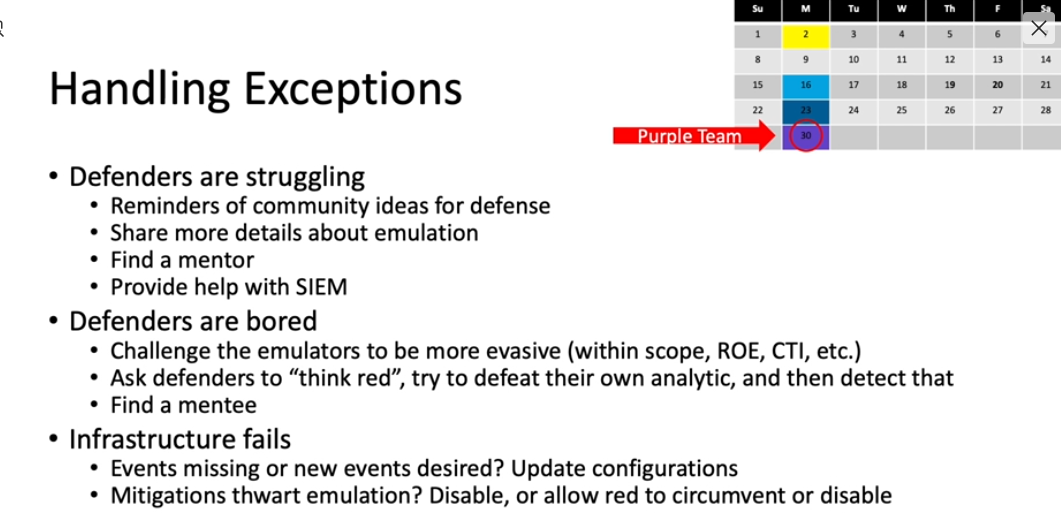 Su M Tu W Th F Sa
1 2 3 4 5 6
8 9 10 11 12 13 14
15 16 17 18 19 20 21
22 23 24 25 26 27 28
30
Purple Team
Handling Exceptions
• Defenders are struggling
• Reminders of community ideas for defense
• Share more details about emulation
• Find a mentor
• Provide help with SIEM
• Defenders are bored
• Challenge the emulators to be more evasive (within scope, ROE, CTI, etc.)
• Ask defenders to “think red”, try to defeat their own analytic, and then detect that
• Find a mentee
• Infrastructure fails
• Events missing or new events desired? Update configurations
• Mitigations thwart emulation? Disable, or allow red to circumvent or disable